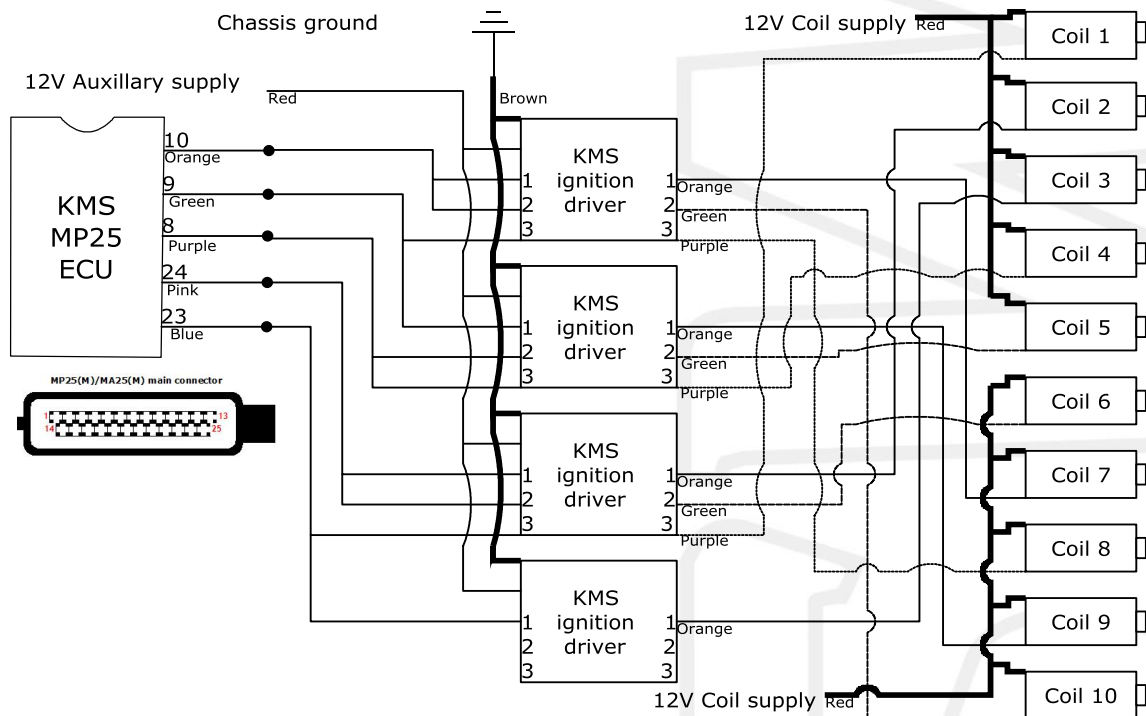 Chassis ground
12V Coil supply Red
Coil 1
12V Auxillary supply
Red
Brown
Coil 2
10
Orange
9
Green
8
Purple
24
Pink
23
Blue
KMS
MP25
ECU
KMS
ignition
driver
1
2
3
1 Orange
2 Green
3 Purple
Coil 3
Coil 4
KMS
ignition
driver
1
2
3
1 Orange
2 Green
3 Purple
Coil 5
MP25(M)/MA25(M) main connector
1 13
14 25
Coil 6
KMS
ignition
driver
1
2
3
1 Orange
2 Green
3 Purple
Coil 7
Coil 8
KMS
ignition
driver
1
2
3
1 Orange
2
3
Coil 9
12V Coil supply Red
Coil 10